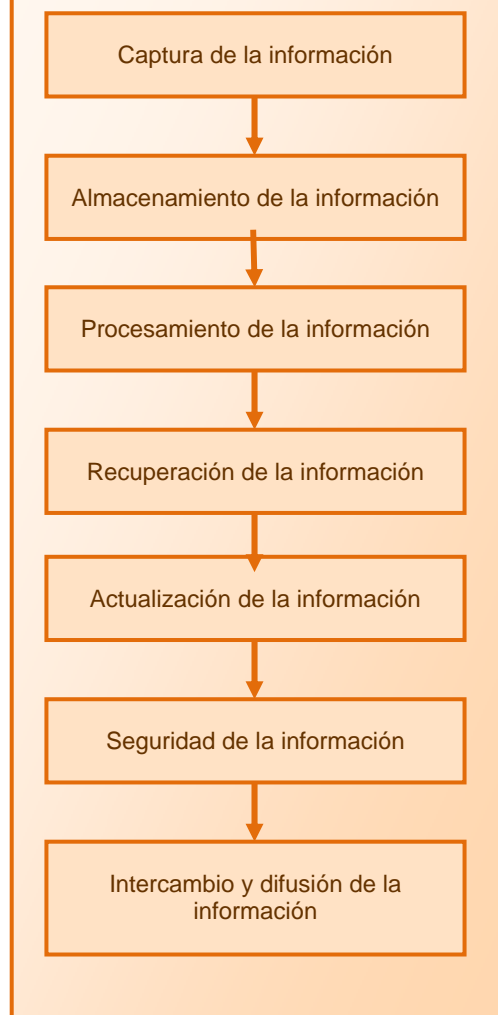 Captura de la información
Almacenamiento de la información
Procesamiento de la información
Recuperación de la información
Actualización de la información
Seguridad de la información
Intercambio y difusión de la
información